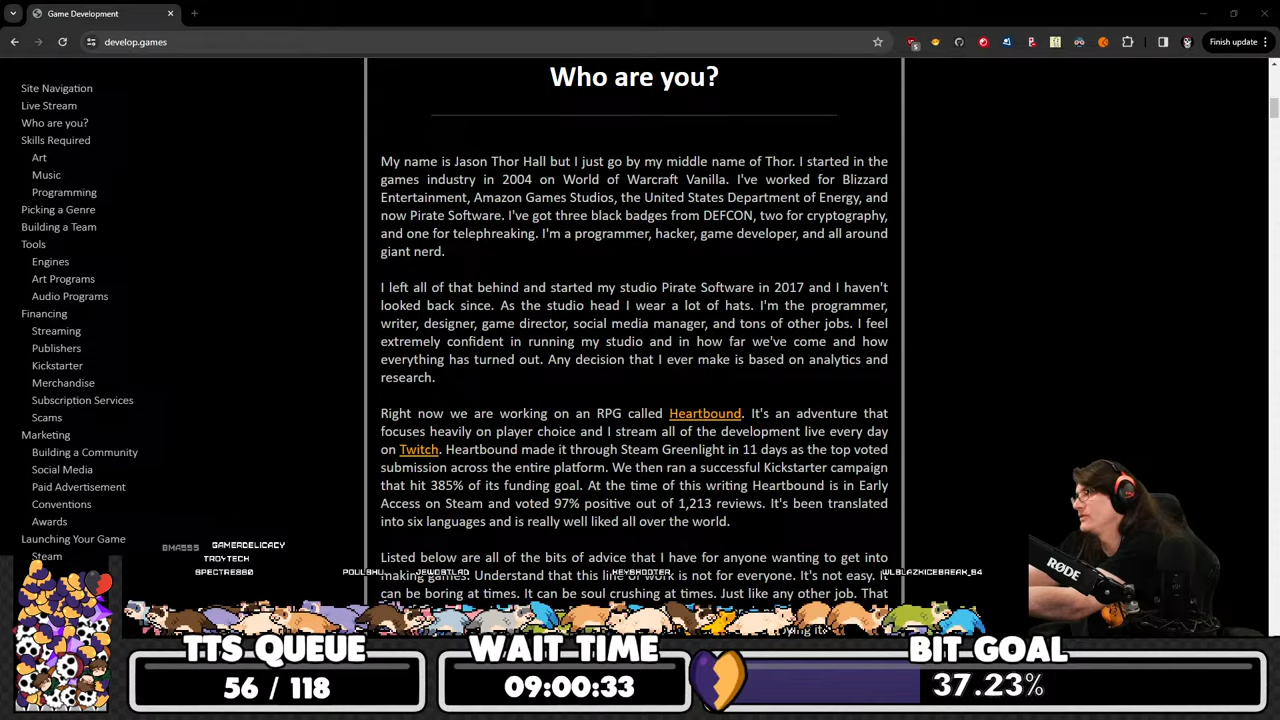 Game Development
develop.games
Finish update
Site Navigation
Live Stream
Who are you?
Skills Required
Art
Music
Programming
Picking a Genre
Building a Team
Tools
Engines
Art Programs
Audio Programs
Financing
Streaming
Publishers
Kickstarter
Merchandise
Subscription Services
Scams
Marketing
Building a Community
Social Media
Paid Advertisement
Conventions
Awards
Launching Your Game
Steam
Who are you?
My name is Jason Thor Hall but I just go by my middle name of Thor. I started in the
games industry in 2004 on World of Warcraft Vanilla. I've worked for Blizzard
Entertainment, Amazon Games Studios, the United States Department of Energy, and
now Pirate Software. I've got three black badges from DEFCON, two for cryptography,
and one for telephreaking. I'm a programmer, hacker, game developer, and all around
giant nerd.
I left all of that behind and started my studio Pirate Software in 2017 and I haven't
looked back since. As the studio head I wear a lot of hats. I'm the programmer,
writer, designer, game director, social media manager, and tons of other jobs. I feel
extremely confident in running my studio and in how far we've come and how
everything has turned out. Any decision that I ever make is based on analytics and
research.
Right now we are working on an RPG called Heartbound. It's an adventure that
focuses heavily on player choice and I stream all of the development live every day
on Twitch. Heartbound made it through Steam Greenlight in 11 days as the top voted
submission across the entire platform. We then ran a successful Kickstarter campaign
that hit 385% of its funding goal. At the time of this writing Heartbound is in Early
Access on Steam and voted 97% positive out of 1,213 reviews. It's been translated
into six languages and is really well liked all over the world.
Listed below are all of the bits of advice that I have for anyone wanting to get into
making games. Understand that this line of work is not for everyone. It's not easy. It
can be boring at times. It can be soul crushing at times. Just like any other job. That
GAMERDELICACY
TROYTECH
RØDE
TTS QUEUE
56 / 118
WAIT TIME
09:00:33
BIT GOAL
37.23%